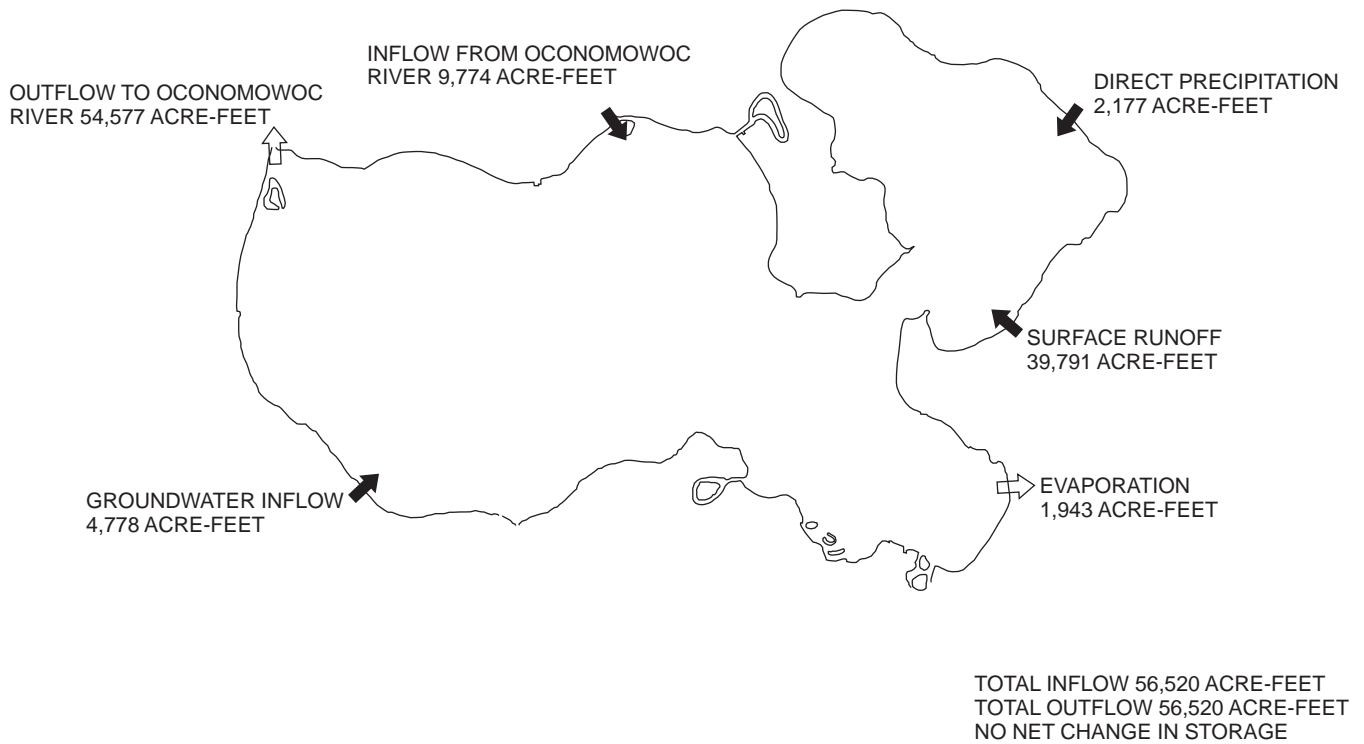 INFLOW FROM OCONOMOWOC
RIVER 9,774 ACRE-FEET
OUTFLOW TO OCONOMOWOC
RIVER 54,577 ACRE-FEET
DIRECT PRECIPITATION
2,177 ACRE-FEET
SURFACE RUNOFF
39,791 ACRE-FEET
GROUNDWATER INFLOW
4,778 ACRE-FEET
EVAPORATION
1,943 ACRE-FEET
TOTAL INFLOW 56,520 ACRE-FEET
TOTAL OUTFLOW 56,520 ACRE-FEET
NO NET CHANGE IN STORAGE